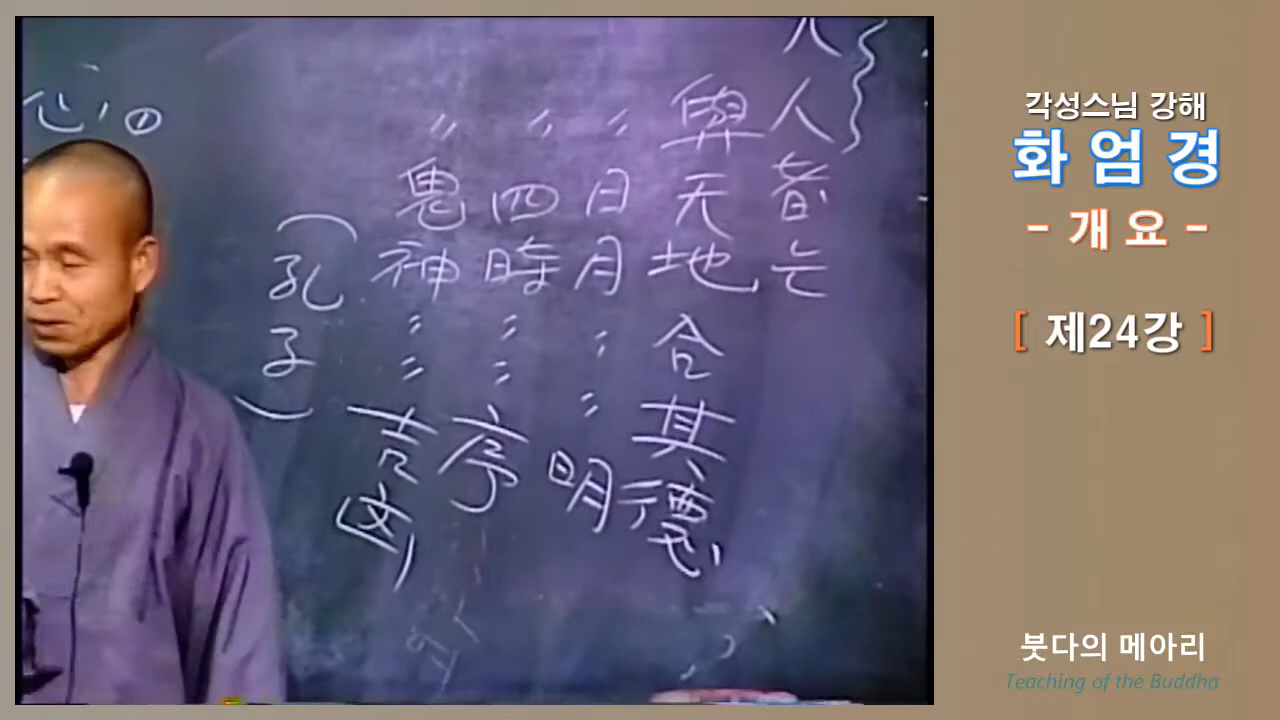 人者는
與天地合其德
〃日月〃〃明
〃四時〃〃序
〃鬼神〃〃吉凶
(孔子)
각성스님 강해
화엄경
- 개요 -
[ 제24강 ]
붓다의 메아리
Teaching of the Buddha